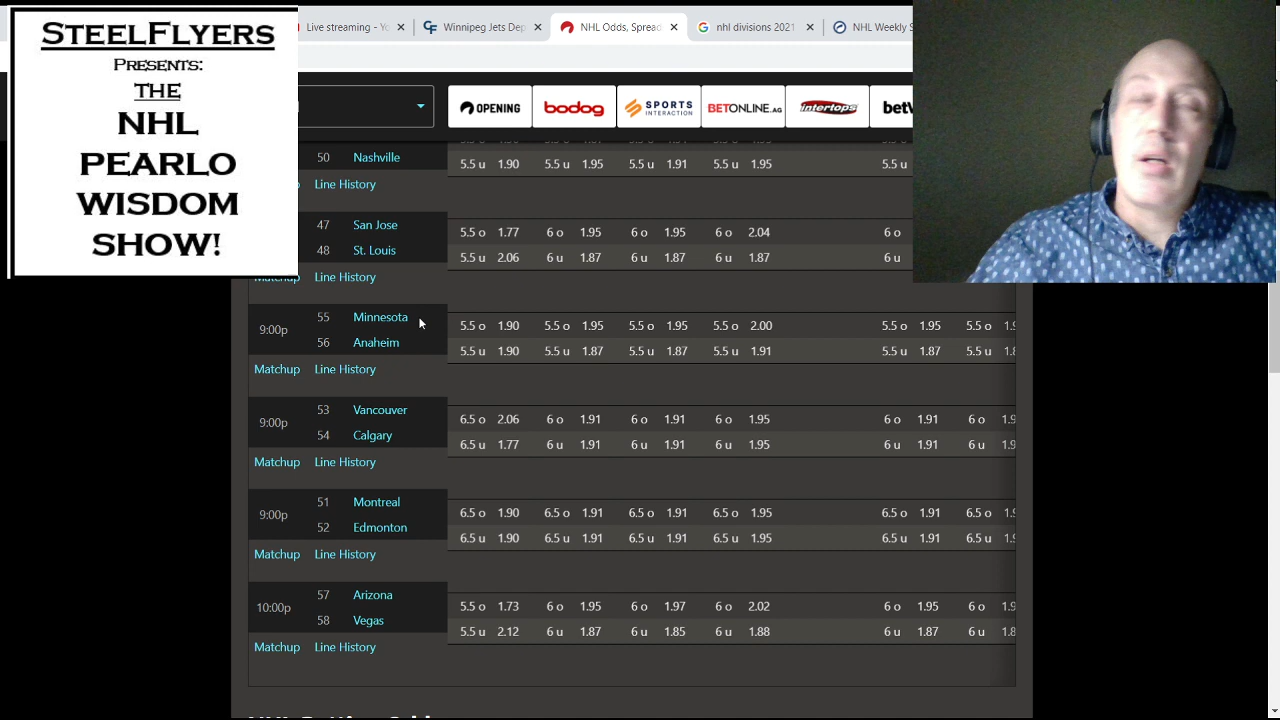 SteelFlyers
Presents:
THE
NHL
PEARLO
WISDOM
SHOW!
Live streaming - Yo
Winnipeg Jets Dep
NHL Odds, Spread
nhl divisions 202
NHL Weekly S
OPENING bodog SPORTS INTERACTION BETONLINE.AG intertops
50 Nashville 5.5 u 1.90 5.5 u 1.95 5.5 u 1.91 5.5 u 1.95 5.5 u
Line History
47 San Jose 5.5 o 1.77 6 o 1.95 6 o 1.95 6 o 2.04 6 o
48 St. Louis 5.5 u 2.06 6 u 1.87 6 u 1.87 6 u 1.87 6 u
Matchup Line History
9:00p
55 Minnesota 5.5 o 1.90 5.5 o 1.95 5.5 o 1.95 5.5 o 2.00 5.5 o 1.95 5.5 o
56 Anaheim 5.5 u 1.90 5.5 u 1.87 5.5 u 1.87 5.5 u 1.91 5.5 u 1.87 5.5 u
Matchup Line History
9:00p
53 Vancouver 6.5 o 2.06 6 o 1.91 6 o 1.91 6 o 1.95 6 o 1.91 6 o
54 Calgary 6.5 u 1.77 6 u 1.91 6 u 1.91 6 u 1.95 6 u 1.91 6 u
Matchup Line History
9:00p
51 Montreal 6.5 o 1.90 6.5 o 1.91 6.5 o 1.91 6.5 o 1.95 6.5 o 1.91 6.5 o
52 Edmonton 6.5 u 1.90 6.5 u 1.91 6.5 u 1.91 6.5 u 1.95 6.5 u 1.91 6.5 u
Matchup Line History
10:00p
57 Arizona 5.5 o 1.73 6 o 1.95 6 o 1.97 6 o 2.02 6 o 1.95 6 o
58 Vegas 5.5 u 2.12 6 u 1.87 6 u 1.85 6 u 1.88 6 u 1.87 6 u
Matchup Line History